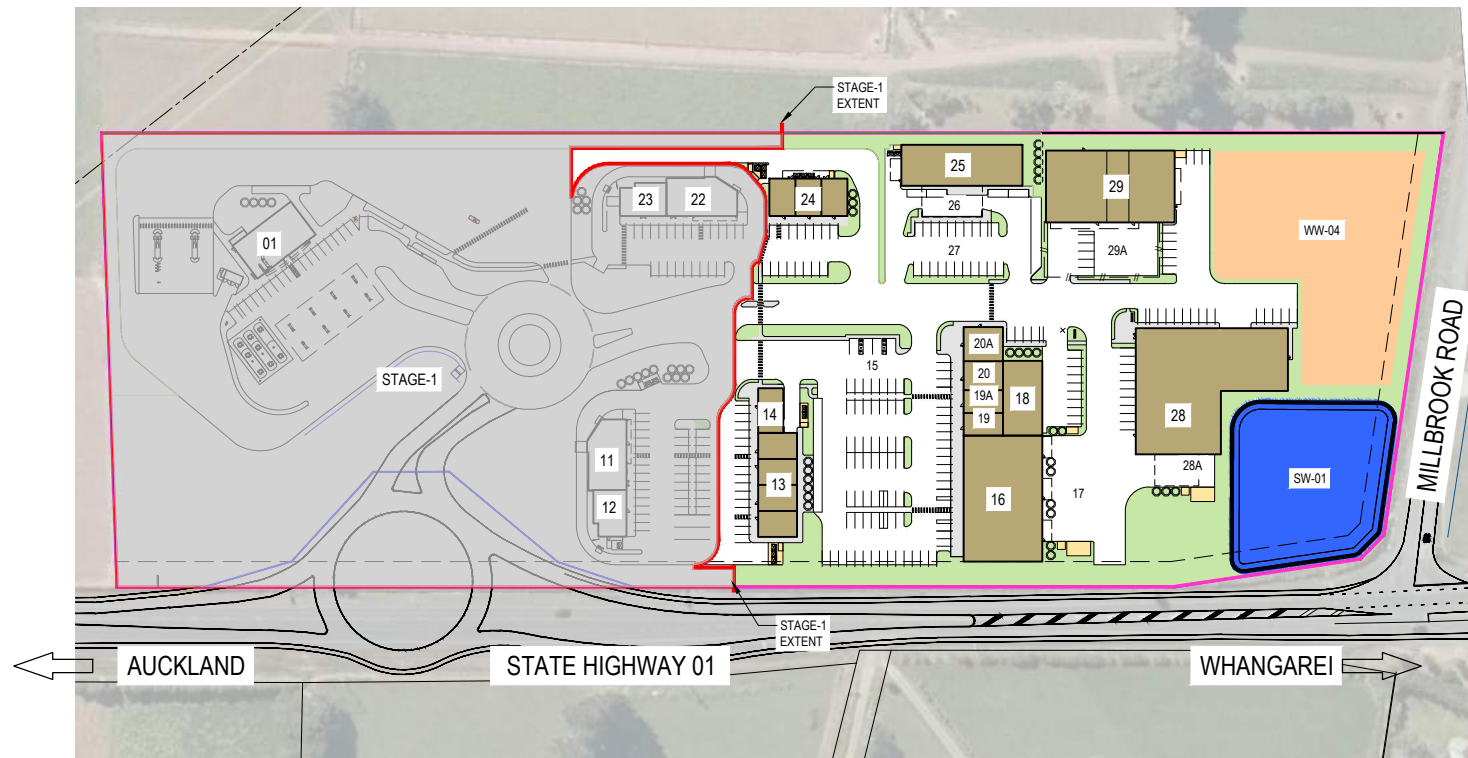 STAGE-1
EXTENT
25
29
23
22
24
26
01
WW-04
27
29A
MILLBROOK ROAD
20A
15
20
STAGE-1
19A
14
18
19
28
11
28A
SW-01
13
17
12
16
STAGE-1
EXTENT
AUCKLAND
STATE HIGHWAY 01
WHANGAREI